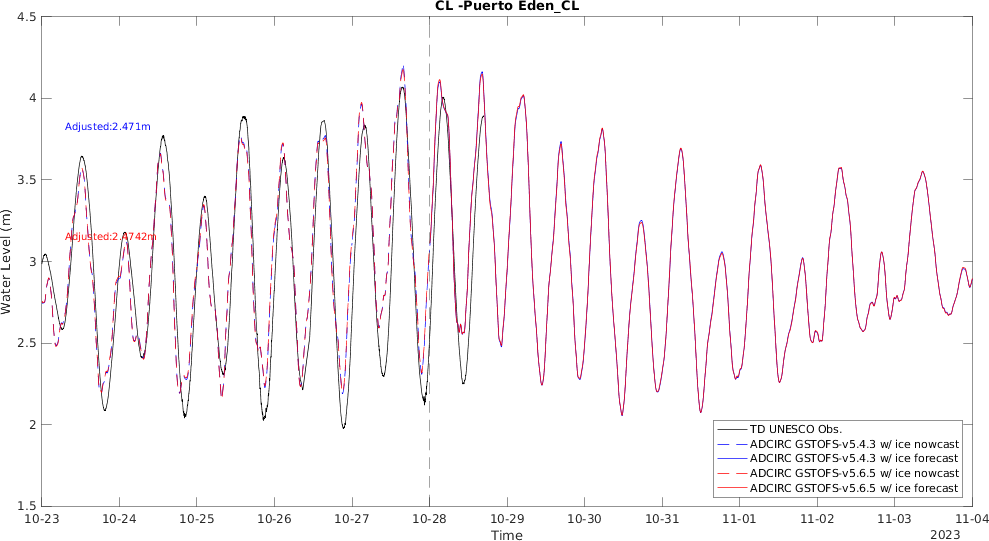 CL -Puerto Eden_CL
4.5
4
3.5
3
2.5
2
1.5
Water Level (m)
Adjusted:2.471m
Adjusted:2.4742m
TD UNESCO Obs.
ADCIRC GSTOFS-v5.4.3 w/ ice nowcast
ADCIRC GSTOFS-v5.4.3 w/ ice forecast
ADCIRC GSTOFS-v5.6.5 w/ ice nowcast
ADCIRC GSTOFS-v5.6.5 w/ ice forecast
10-23 10-24 10-25 10-26 10-27 10-28 10-29 10-30 10-31 11-01 11-02 11-03 11-04
Time
2023